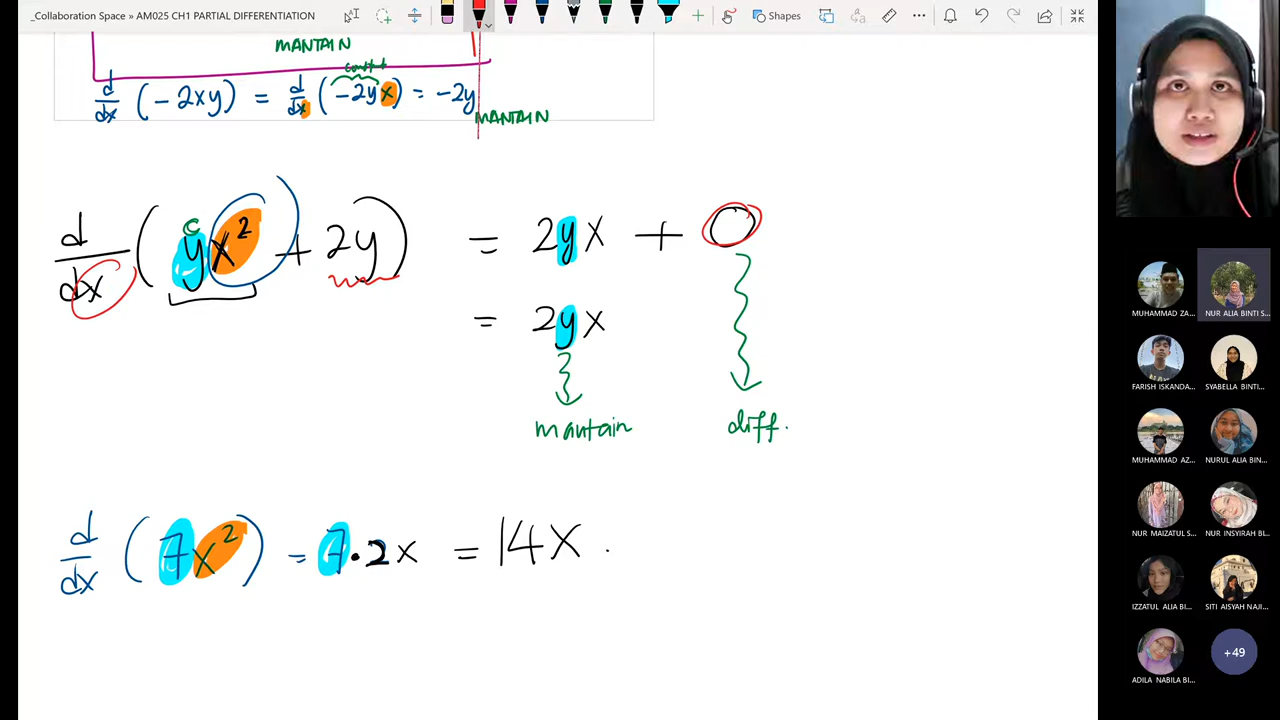 _Collaboration Space » AM025 CH1 PARTIAL DIFFERENTIATION
Shapes
MANTAIN
d/dx (-2xy) = d/dx (-2yx) = -2y
MANTAIN
d/dx (yx² + 2y) = 2yx + 0
c
= 2yx
mantain
diff.
d/dx (7x²) = 7·2x = 14x.
MUHAMMAD ZA...
NUR ALIA BINTI S...
FARISH ISKANDA...
SYABELLA BINTI...
MUHAMMAD AZ...
NURUL ALIA BIN...
NUR MAIZATUL S...
NUR INSYIRAH BI...
IZZATUL ALIA BI...
SITI AISYAH NAJI...
ADILA NABILA BI...
+49